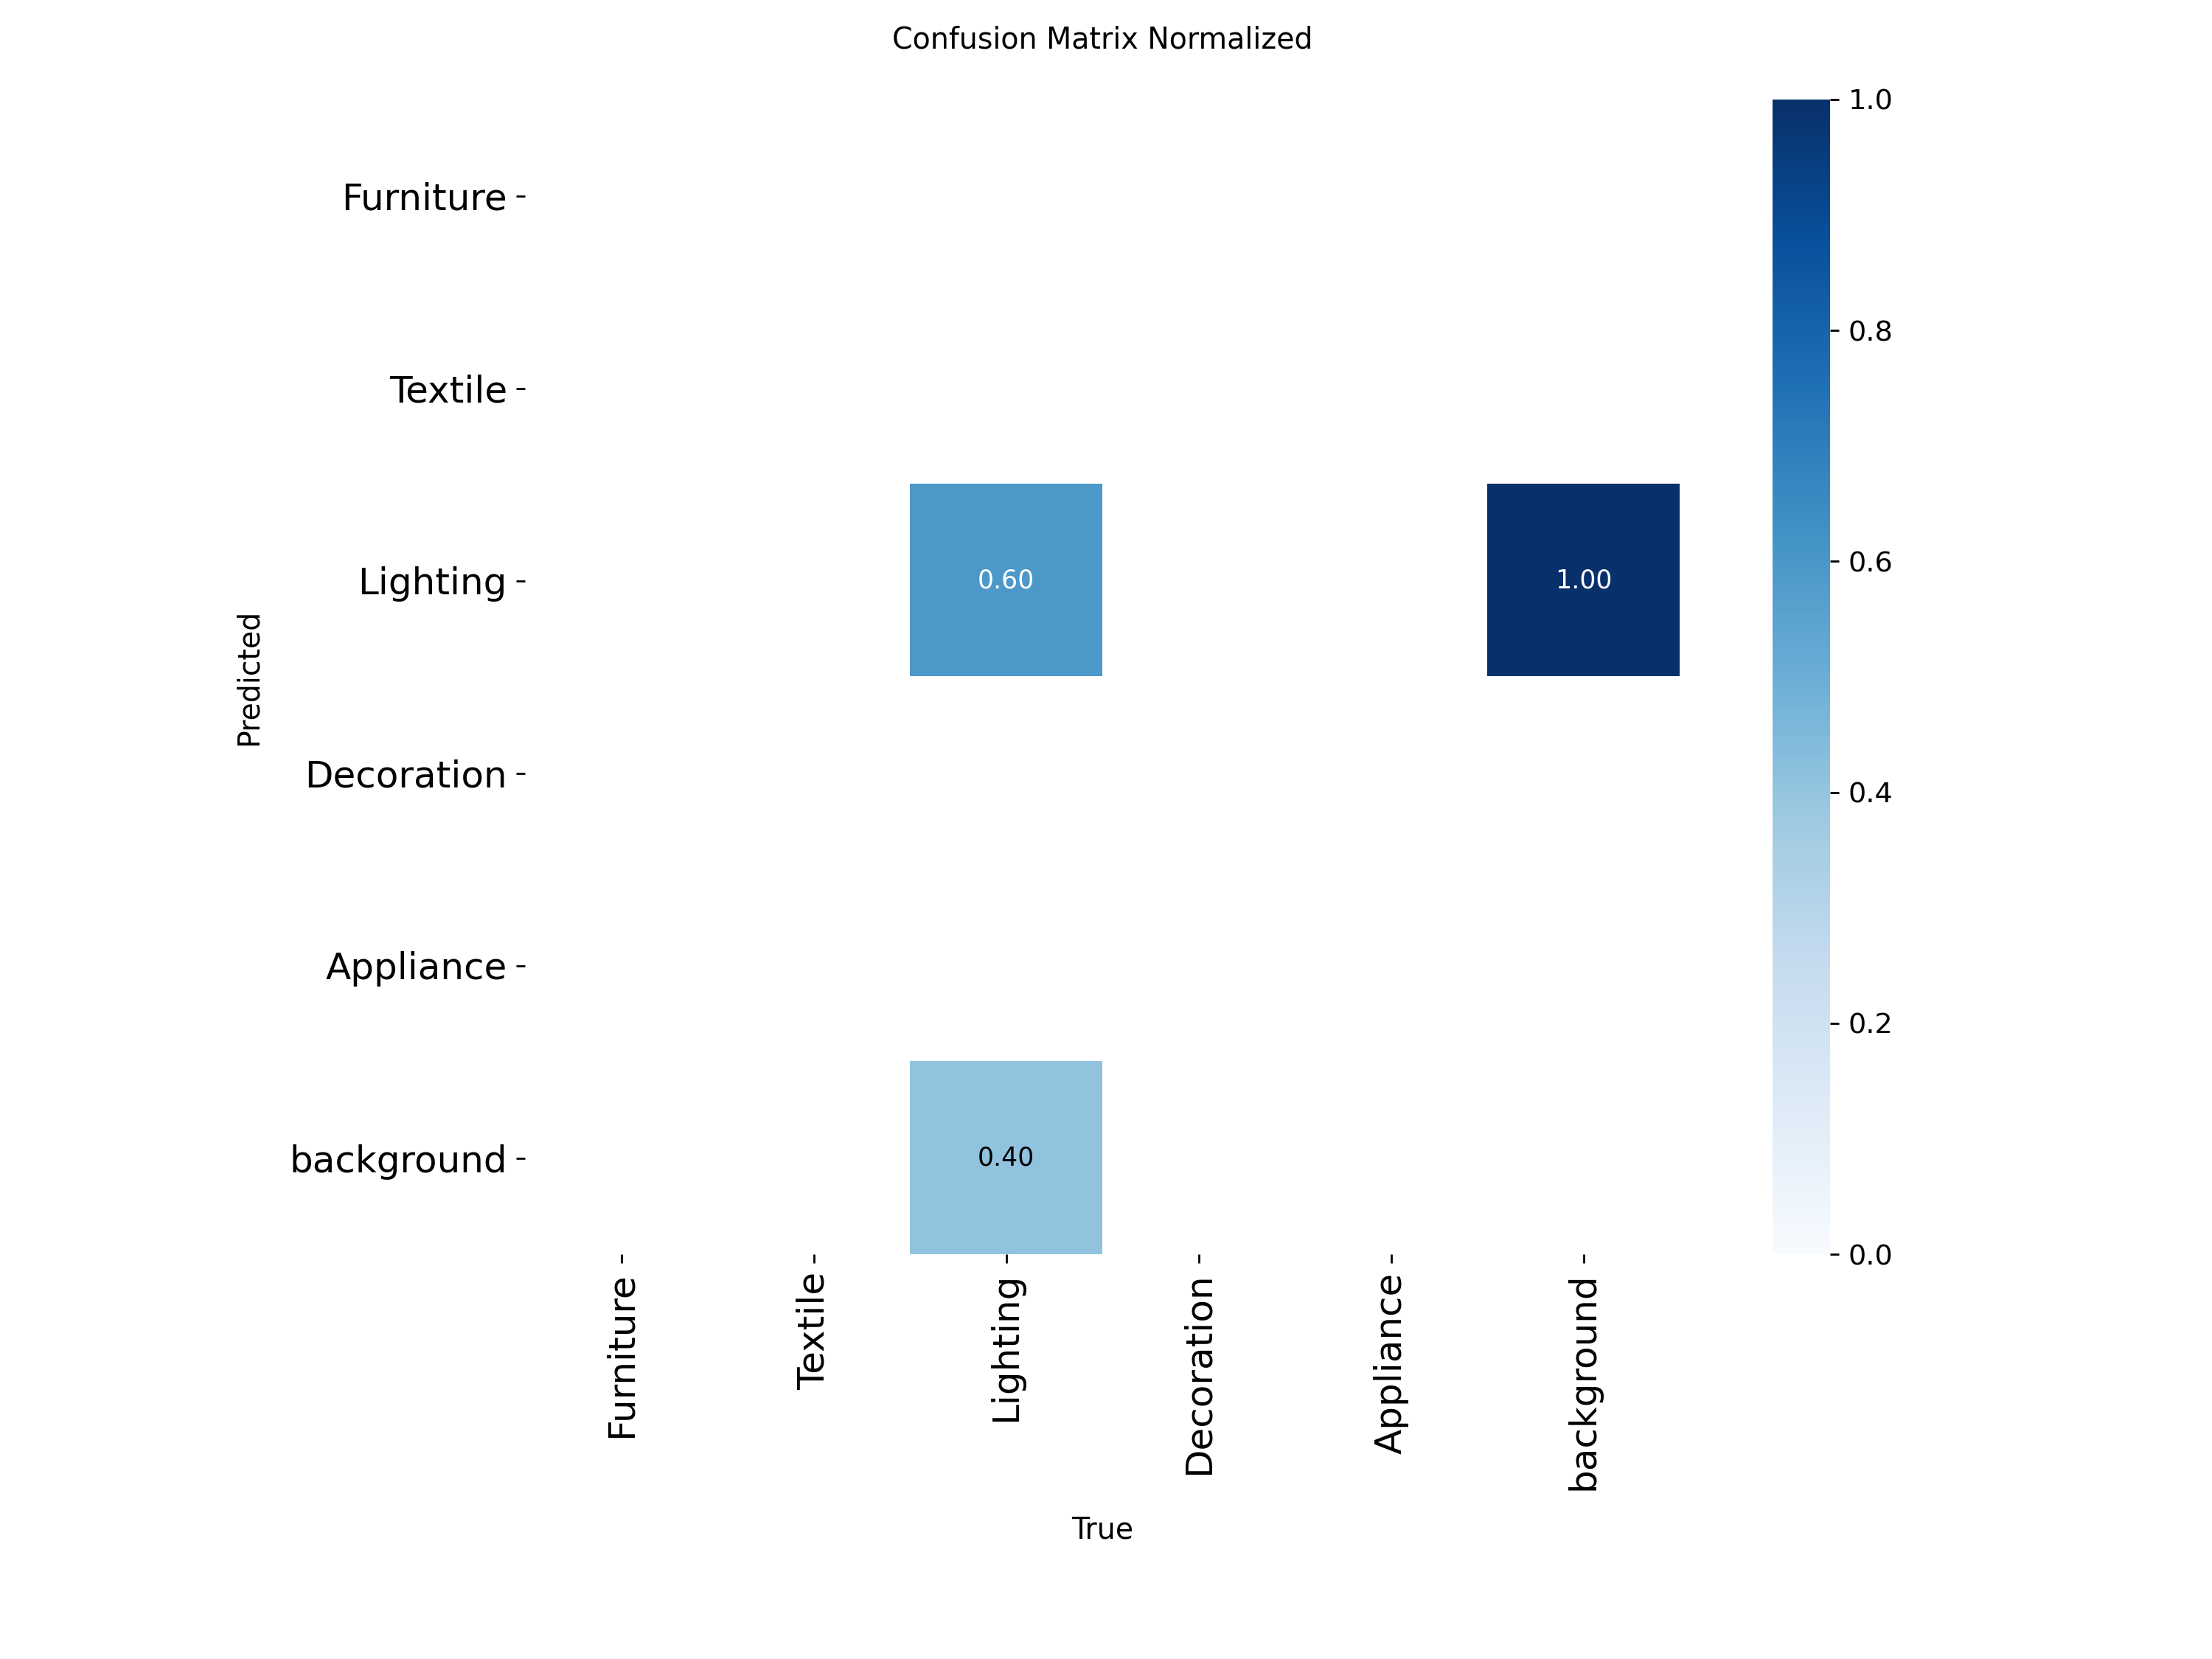 Confusion Matrix Normalized
Furniture
Textile
Lighting
Decoration
Appliance
background
Predicted
0.60
1.00
0.40
Furniture
Textile
Lighting
Decoration
Appliance
background
True
1.0
0.8
0.6
0.4
0.2
0.0